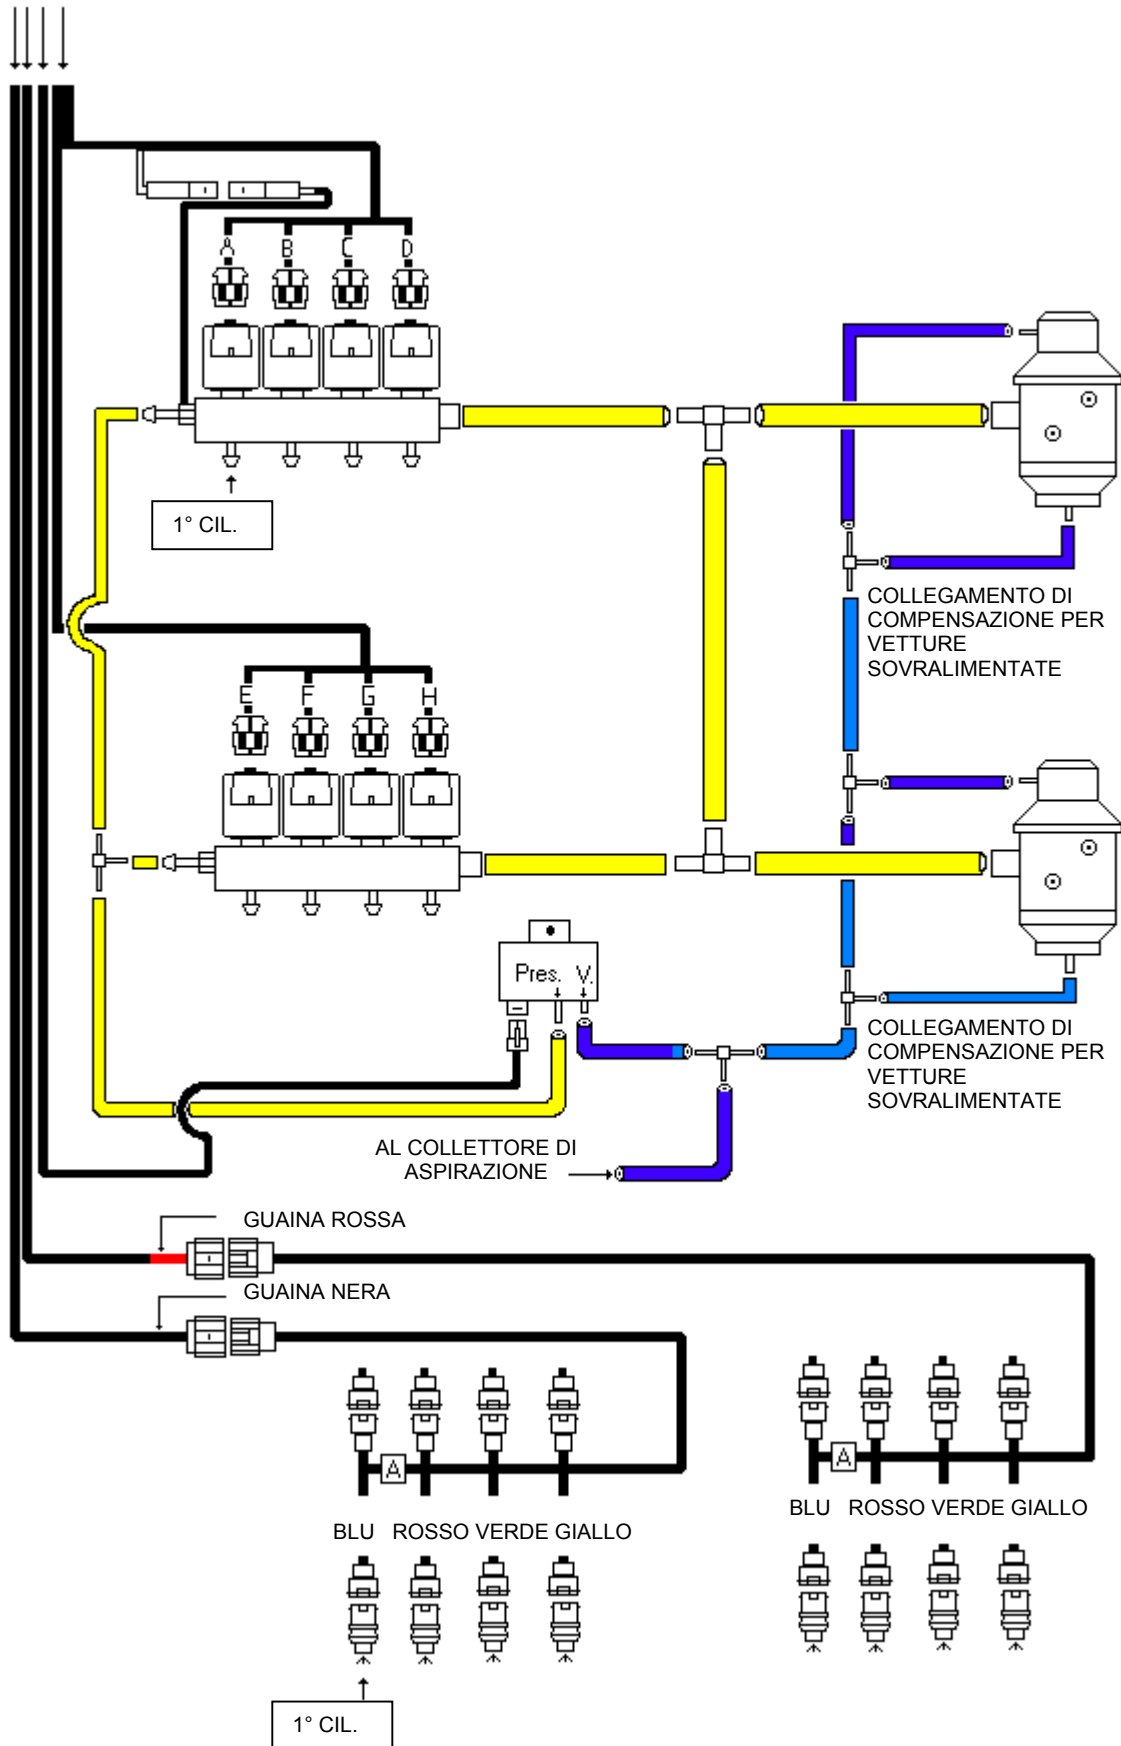 A B C D
1° CIL.
COLLEGAMENTO DI
COMPENSAZIONE PER
VETTURE
SOVRALIMENTATE
E F G H
Pres. V.
COLLEGAMENTO DI
COMPENSAZIONE PER
VETTURE
SOVRALIMENTATE
AL COLLETTORE DI
ASPIRAZIONE
GUAINA ROSSA
GUAINA NERA
A
A
BLU ROSSO VERDE GIALLO
BLU ROSSO VERDE GIALLO
1° CIL.